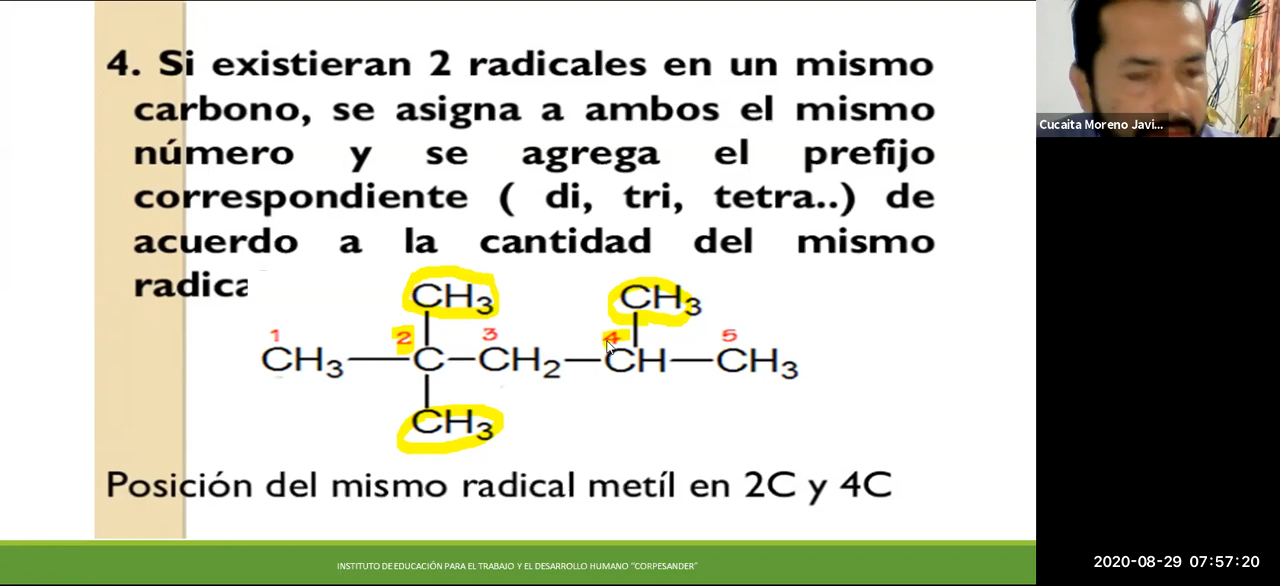 4. Si existieran 2 radicales en un mismo
carbono, se asigna a ambos el mismo
número y se agrega el prefijo
correspondiente ( di, tri, tetra..) de
acuerdo a la cantidad del mismo
radica
CH3 CH3
1 2 3 4 5
CH3—C—CH2—CH—CH3
CH3
Posición del mismo radical metíl en 2C y 4C
INSTITUTO DE EDUCACIÓN PARA EL TRABAJO Y EL DESARROLLO HUMANO “CORPESANDER”
Cucaita Moreno Javi...
2020-08-29 07:57:20